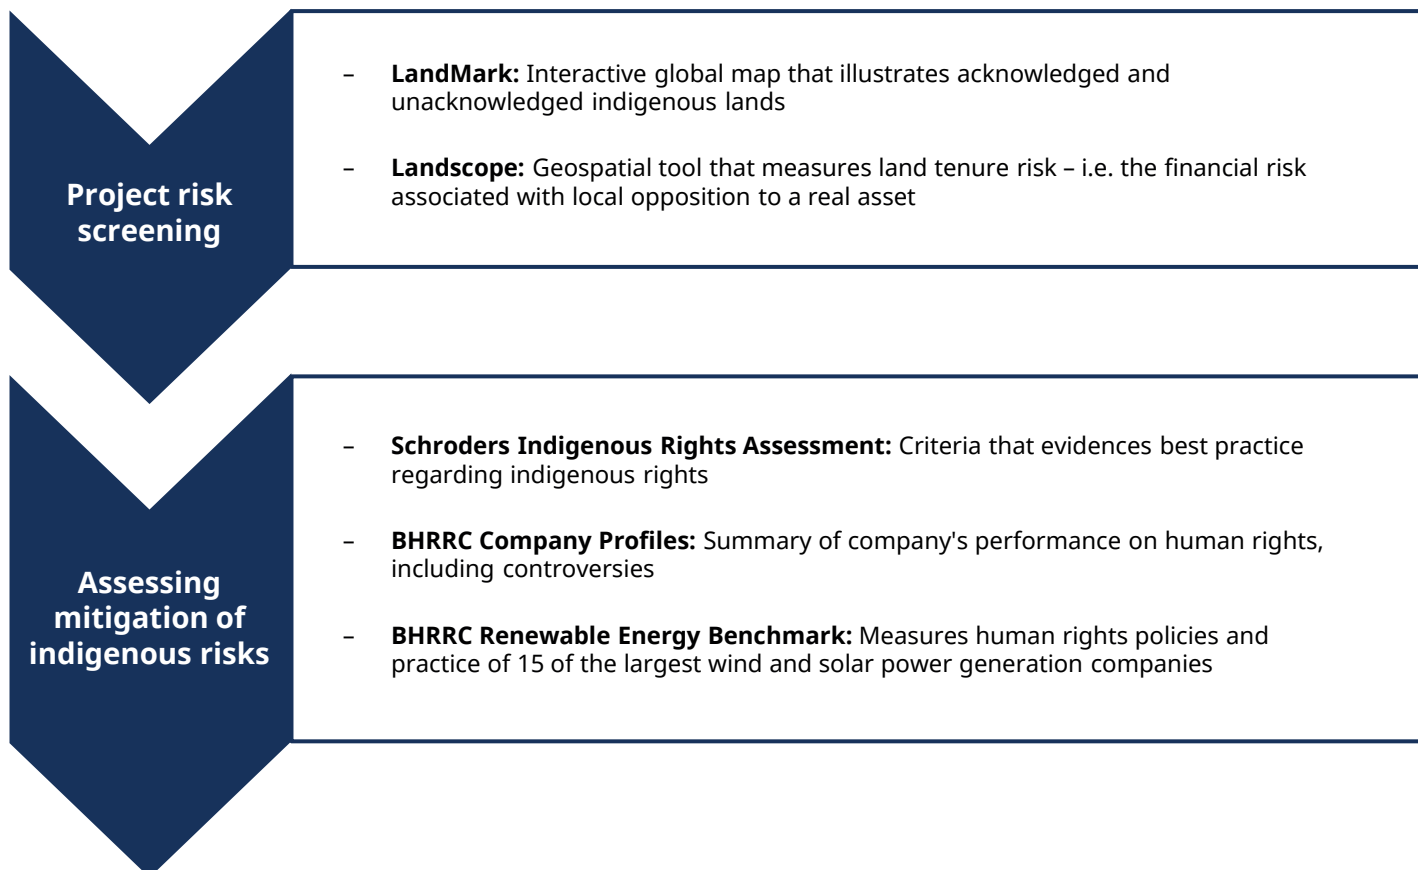 Project risk
screening
– LandMark: Interactive global map that illustrates acknowledged and
unacknowledged indigenous lands
– Landscope: Geospatial tool that measures land tenure risk – i.e. the financial risk
associated with local opposition to a real asset
Assessing
mitigation of
indigenous risks
– Schroders Indigenous Rights Assessment: Criteria that evidences best practice
regarding indigenous rights
– BHRRC Company Profiles: Summary of company's performance on human rights,
including controversies
– BHRRC Renewable Energy Benchmark: Measures human rights policies and
practice of 15 of the largest wind and solar power generation companies